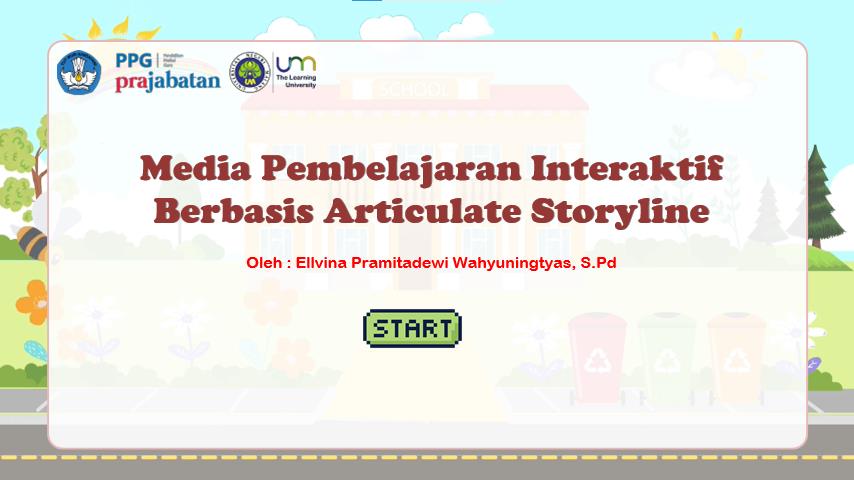 PPG
prajabatan
Pendidikan
Profesi
Guru
UM
um
The Learning
University
SCHOOL
Media Pembelajaran Interaktif
Berbasis Articulate Storyline
Oleh : Ellvina Pramitadewi Wahyuningtyas, S.Pd
START